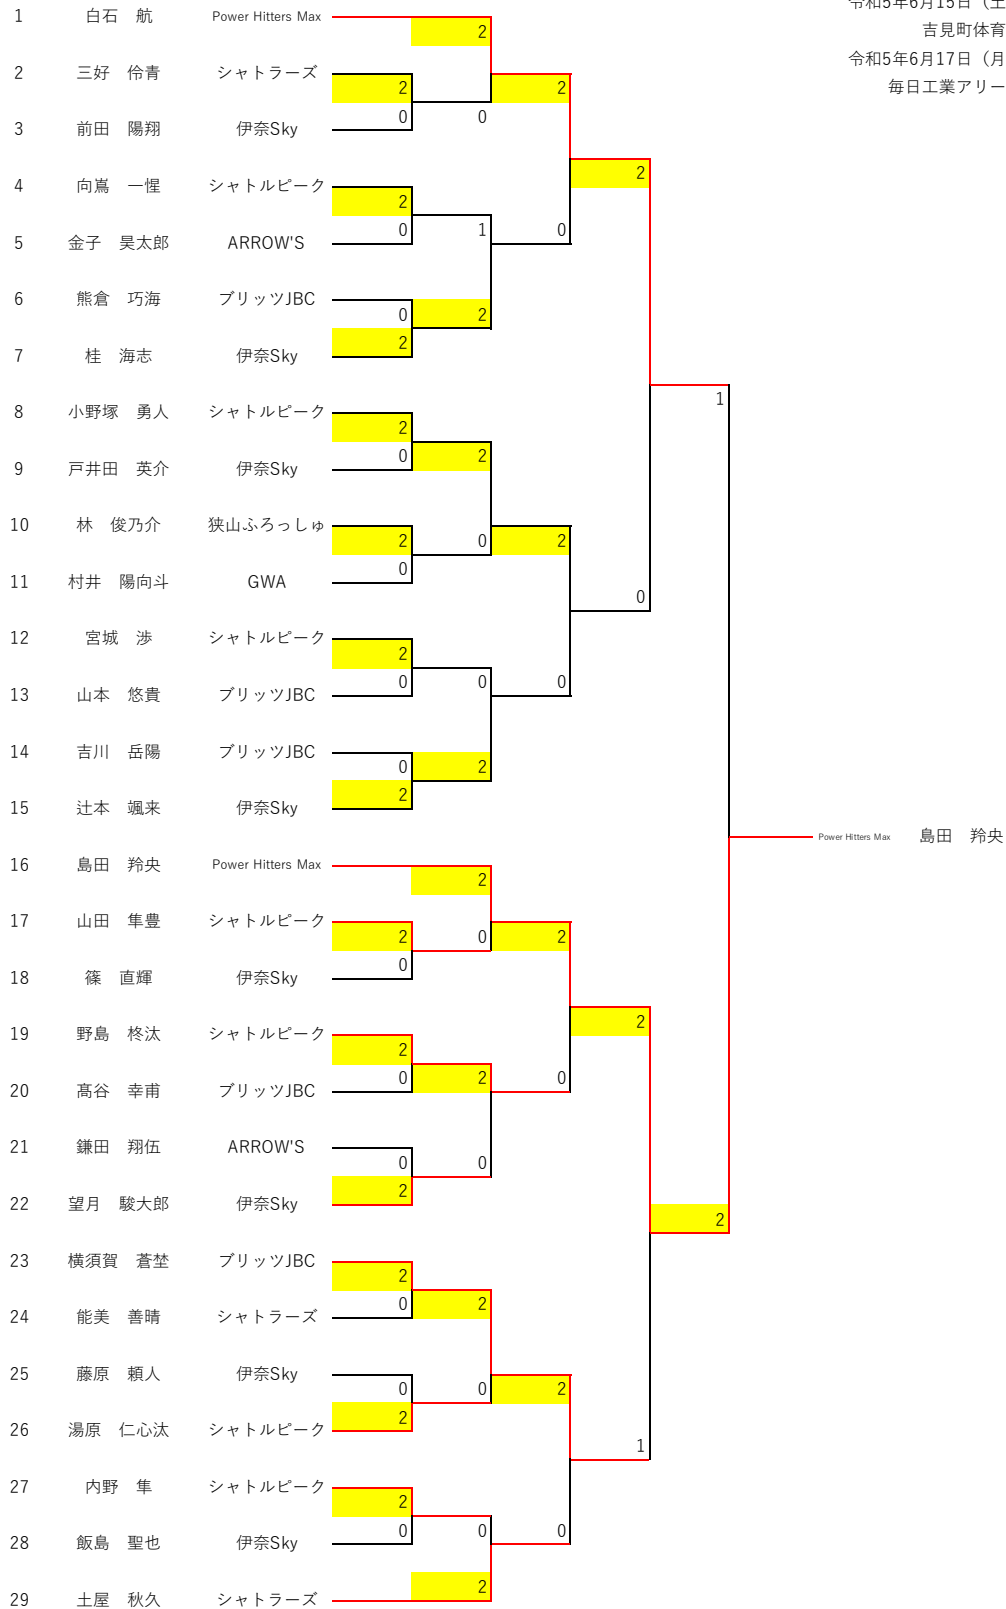 令和5年6月15日（土
1 白石　航 Power Hitters Max
2
吉見町体育
令和5年6月17日（月
2 三好　伶青 シャトラーズ
2 2
毎日工業アリー
0 0
3 前田　陽翔 伊奈Sky
2
4 向嶌　一惺 シャトルピーク
2
0 1 0
5 金子　昊太郎 ARROW'S
6 熊倉　巧海 ブリッツJBC
0 2
2
7 桂　海志 伊奈Sky
1
8 小野塚　勇人 シャトルピーク
2
0 2
9 戸井田　英介 伊奈Sky
10 林　俊乃介 狭山ふろっしゅ
2 0 2
0
11 村井　陽向斗 GWA
0
12 宮城　渉 シャトルピーク
2
0 0 0
13 山本　悠貴 ブリッツJBC
14 吉川　岳陽 ブリッツJBC
0 2
2
15 辻本　颯来 伊奈Sky
Power Hitters Max 島田　羚央
16 島田　羚央 Power Hitters Max
2
17 山田　隼豊 シャトルピーク
2 0 2
0
18 篠　直輝 伊奈Sky
2
19 野島　柊汰 シャトルピーク
2
0 2 0
20 髙谷　幸甫 ブリッツJBC
21 鎌田　翔伍 ARROW'S
0 0
2
22 望月　駿大郎 伊奈Sky
2
23 横須賀　蒼埜 ブリッツJBC
2
0 2
24 能美　善晴 シャトラーズ
25 藤原　頼人 伊奈Sky
0 0 2
2
26 湯原　仁心汰 シャトルピーク
1
27 内野　隼 シャトルピーク
2
0 0 0
28 飯島　聖也 伊奈Sky
2
29 土屋　秋久 シャトラーズ